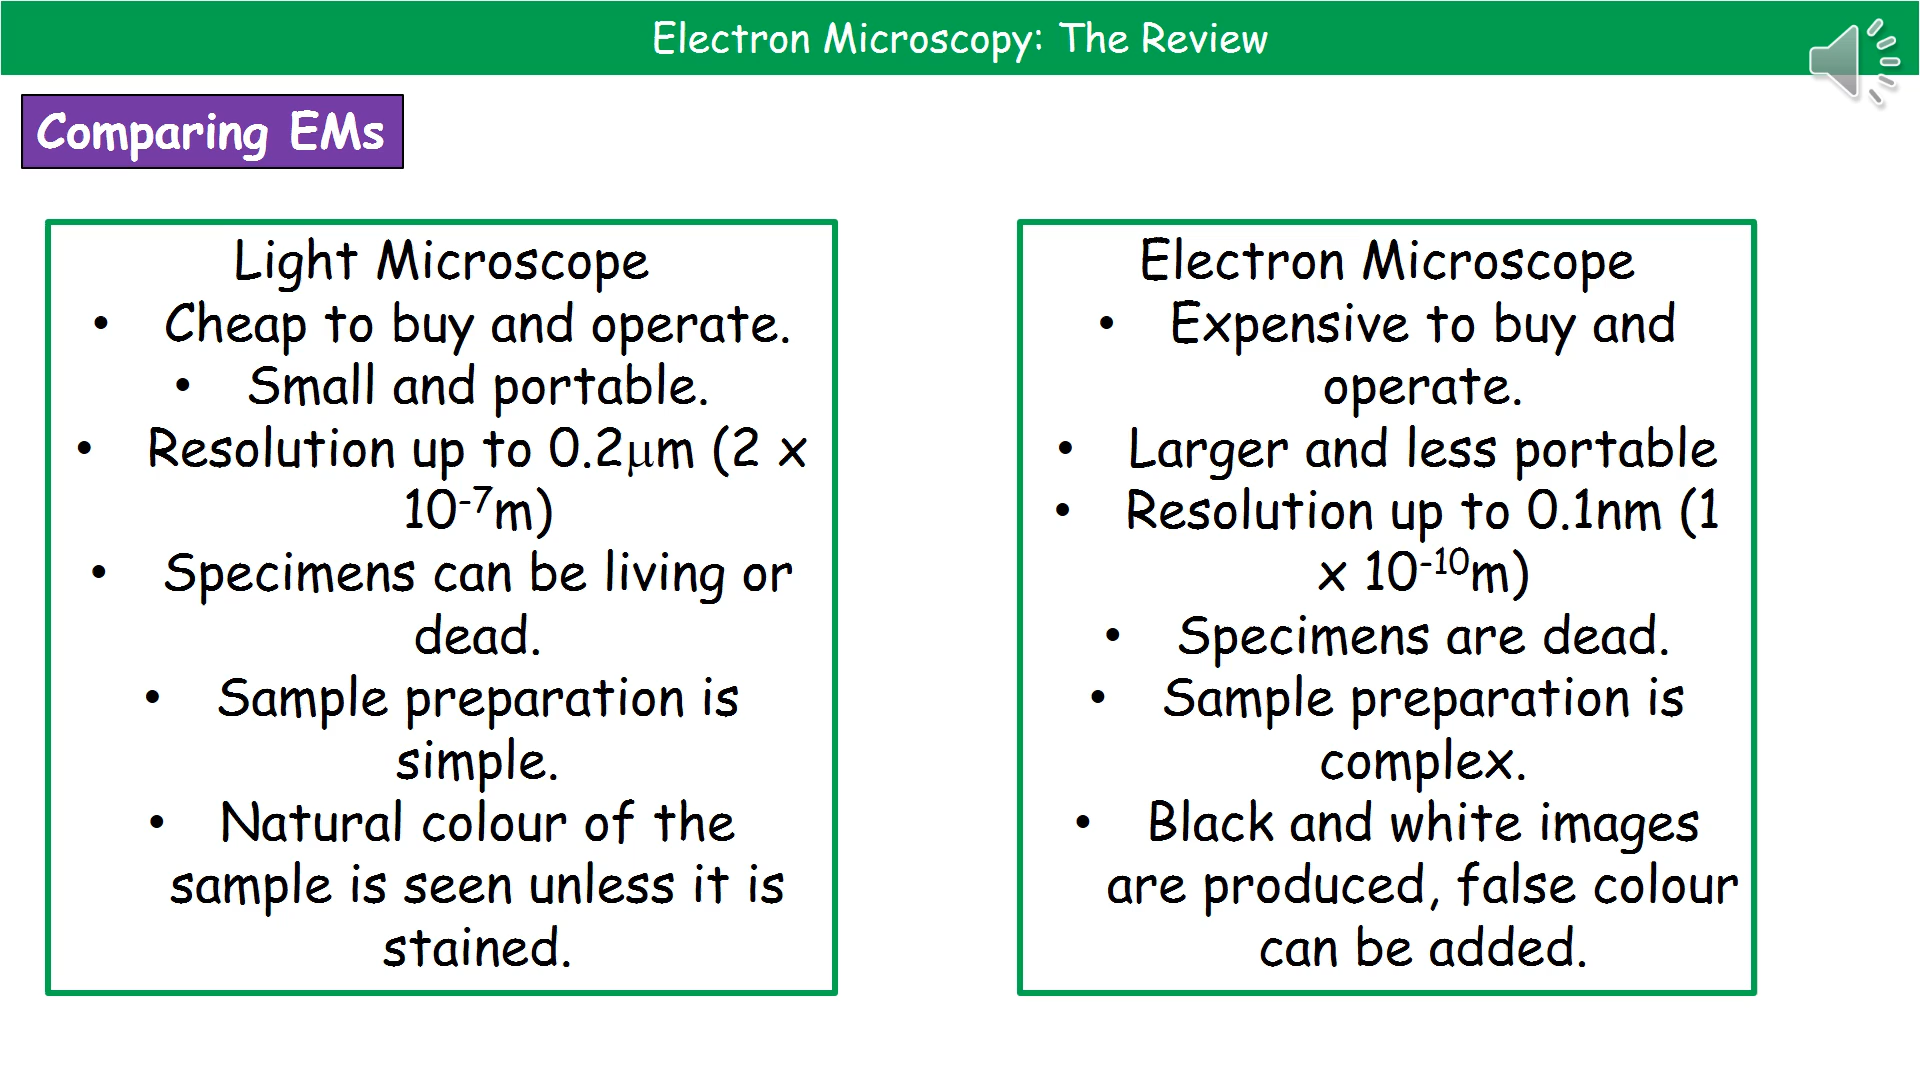 Electron Microscopy: The Review
Comparing EMs
Light Microscope
• Cheap to buy and operate.
• Small and portable.
• Resolution up to 0.2μm (2 x
10⁻⁷m)
• Specimens can be living or
dead.
• Sample preparation is
simple.
• Natural colour of the
sample is seen unless it is
stained.
Electron Microscope
• Expensive to buy and
operate.
• Larger and less portable
• Resolution up to 0.1nm (1
x 10⁻¹⁰m)
• Specimens are dead.
• Sample preparation is
complex.
• Black and white images
are produced, false colour
can be added.